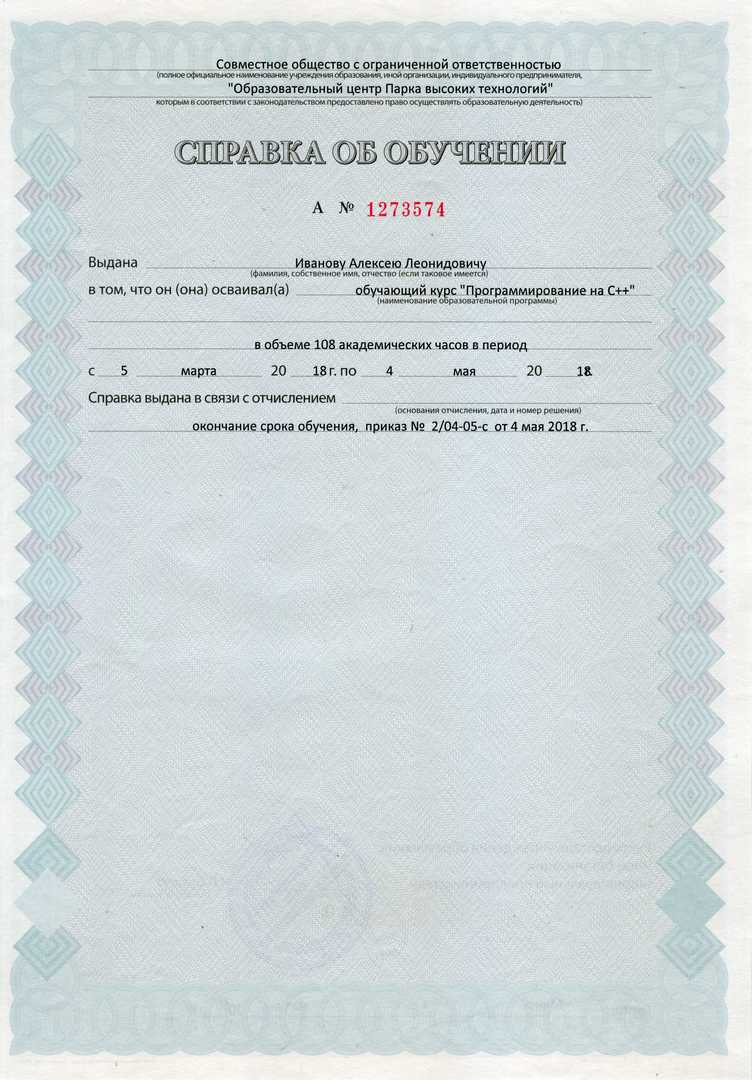 Совместное общество с ограниченной ответственностью
(полное официальное наименование учреждения образования, иной организации, индивидуального предпринимателя,
"Образовательный центр Парка высоких технологий"
которым в соответствии с законодательством предоставлено право осуществлять образовательную деятельность)
СПРАВКА ОБ ОБУЧЕНИИ
А № 1273574
Выдана Иванову Алексею Леонидовичу
(фамилия, собственное имя, отчество (если таковое имеется)
в том, что он (она) осваивал(а) обучающий курс "Программирование на С++"
(наименование образовательной программы)
в объеме 108 академических часов в период
с 5 марта 20 18 г. по 4 мая 20 18
Справка выдана в связи с отчислением
(основания отчисления, дата и номер решения)
окончание срока обучения, приказ № 2/04-05-с от 4 мая 2018 г.